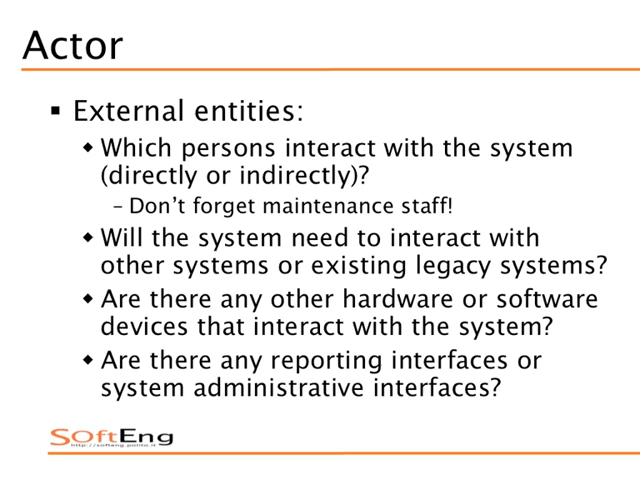 Actor
▪ External entities:
◆ Which persons interact with the system
(directly or indirectly)?
– Don't forget maintenance staff!
◆ Will the system need to interact with
other systems or existing legacy systems?
◆ Are there any other hardware or software
devices that interact with the system?
◆ Are there any reporting interfaces or
system administrative interfaces?
SOftEng
http://softeng.polito.it